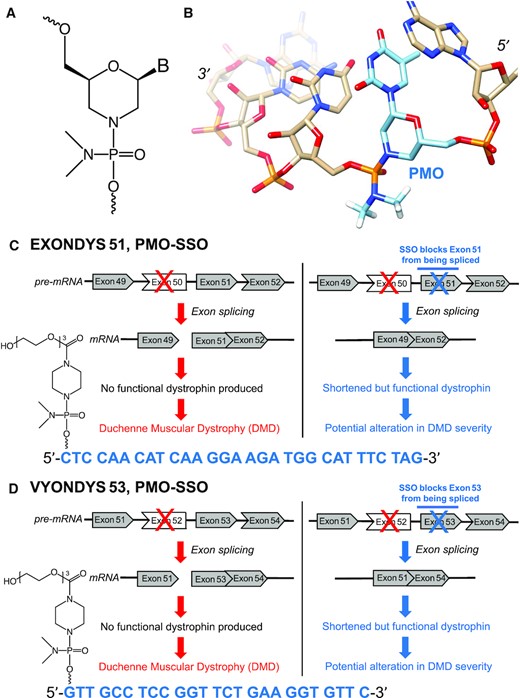 A
B
O
O
B
N
N-P=O
O
3′
5′
PMO
C EXONDYS 51, PMO-SSO
SSO blocks Exon 51
from being spliced
pre-mRNA Exon 49 Exon 50 Exon 51 Exon 52
Exon 49 Exon 50 Exon 51 Exon 52
Exon splicing
Exon splicing
mRNA Exon 49 Exon 51 Exon 52
Exon 49 Exon 52
HO O O 3 O
N
N
N-P=O
O
No functional dystrophin produced
Shortened but functional dystrophin
Duchenne Muscular Dystrophy (DMD)
Potential alteration in DMD severity
5′-CTC CAA CAT CAA GGA AGA TGG CAT TTC TAG-3′
D VYONDYS 53, PMO-SSO
SSO blocks Exon 53
from being spliced
pre-mRNA Exon 51 Exon 52 Exon 53 Exon 54
Exon 51 Exon 52 Exon 53 Exon 54
Exon splicing
Exon splicing
mRNA Exon 51 Exon 53 Exon 54
Exon 51 Exon 54
HO O O 3 O
N
N
N-P=O
O
No functional dystrophin produced
Shortened but functional dystrophin
Duchenne Muscular Dystrophy (DMD)
Potential alteration in DMD severity
5′-GTT GCC TCC GGT TCT GAA GGT GTT C-3′